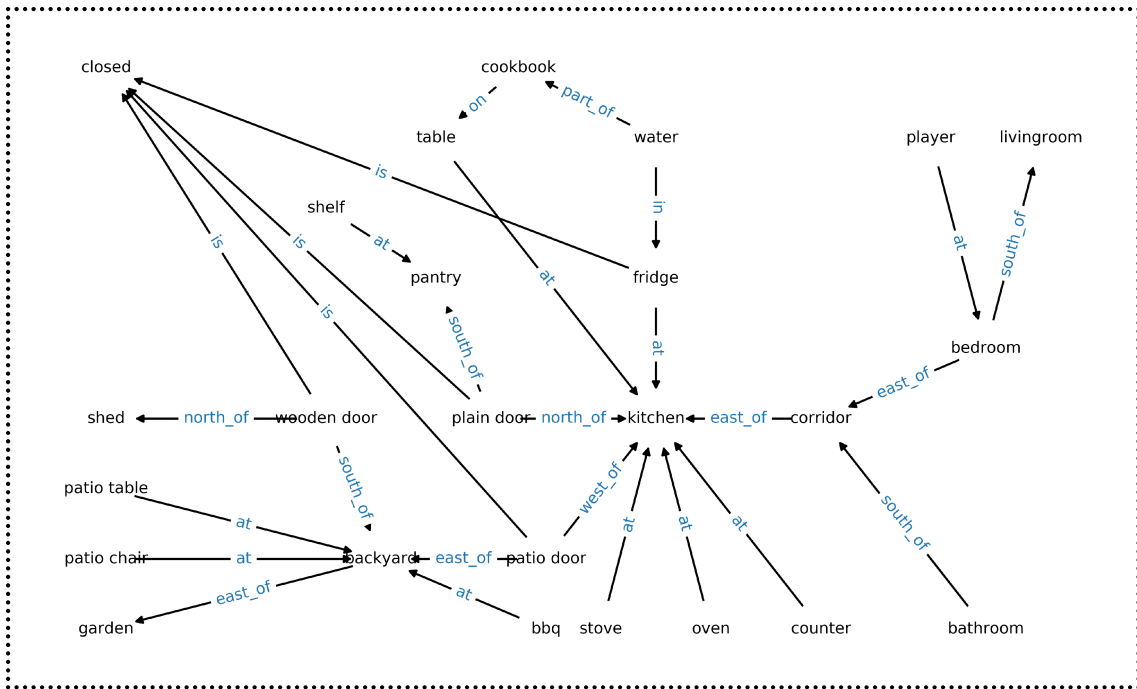 closed
cookbook
on
part_of
table
water
player
livingroom
is
shelf
in
at
is
is
at
south_of
pantry
at
fridge
is
south_of
at
bedroom
east_of
shed
north_of
wooden door
plain door
north_of
kitchen
east_of
corridor
patio table
south_of
west_of
at
at
at
at
south_of
patio chair
at
backyard
east_of
patio door
east_of
at
garden
bbq
stove
oven
counter
bathroom